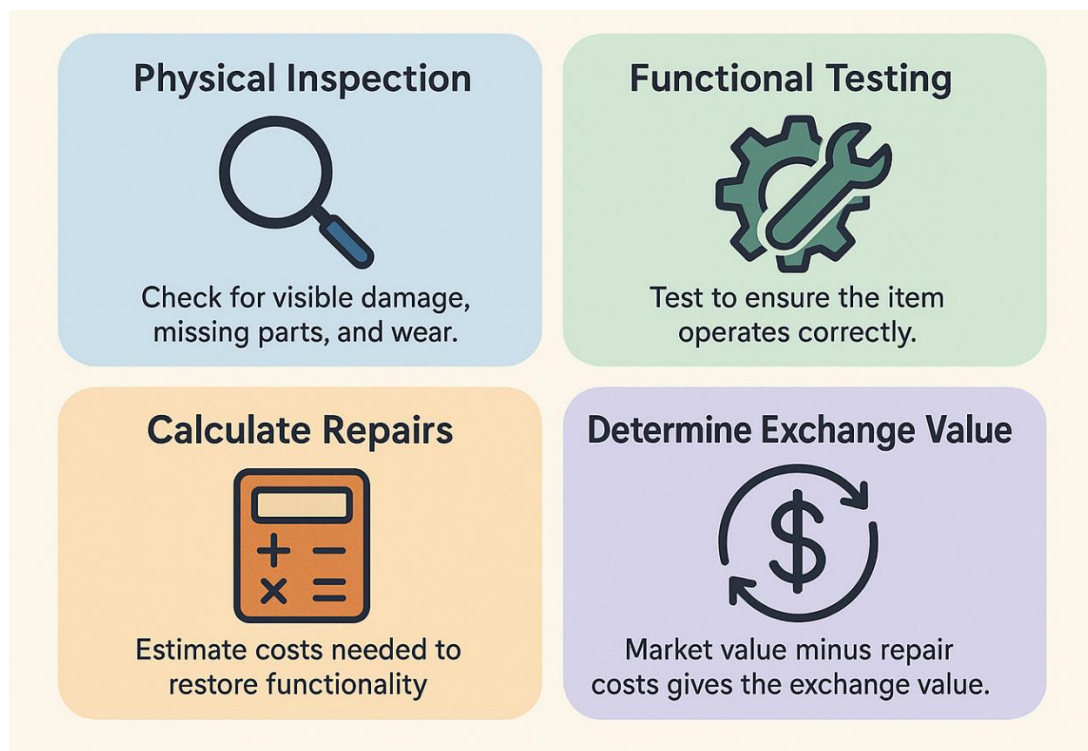 Physical Inspection
Check for visible damage,
missing parts, and wear.
Functional Testing
Test to ensure the item
operates correctly.
Calculate Repairs
Estimate costs needed to
restore functionality
Determine Exchange Value
$
Market value minus repair
costs gives the exchange value.